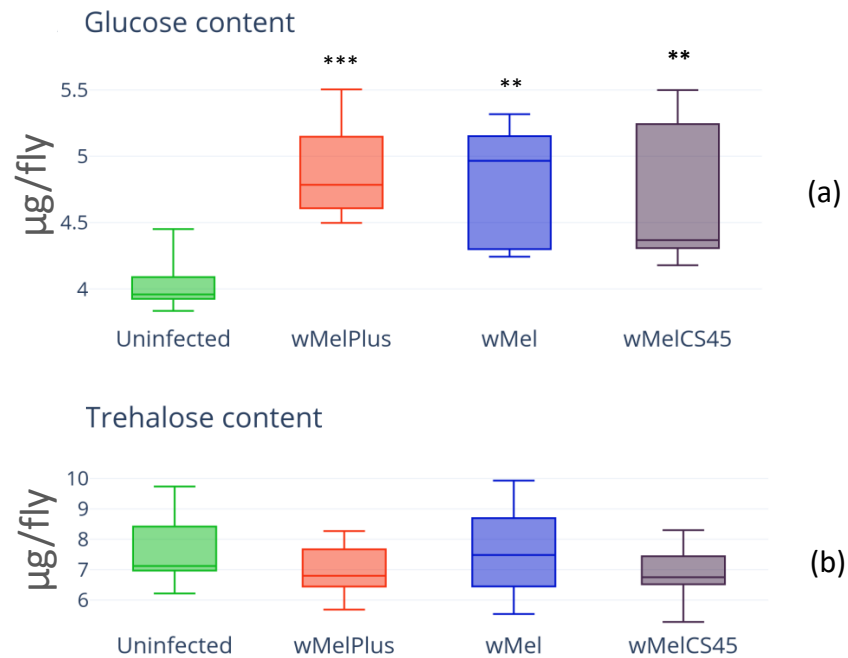 Glucose content
*** ** **
5.5
5
4.5
4
µg/fly
(a)
Uninfected wMelPlus wMel wMelCS45
Trehalose content
10
9
8
7
6
µg/fly
(b)
Uninfected wMelPlus wMel wMelCS45